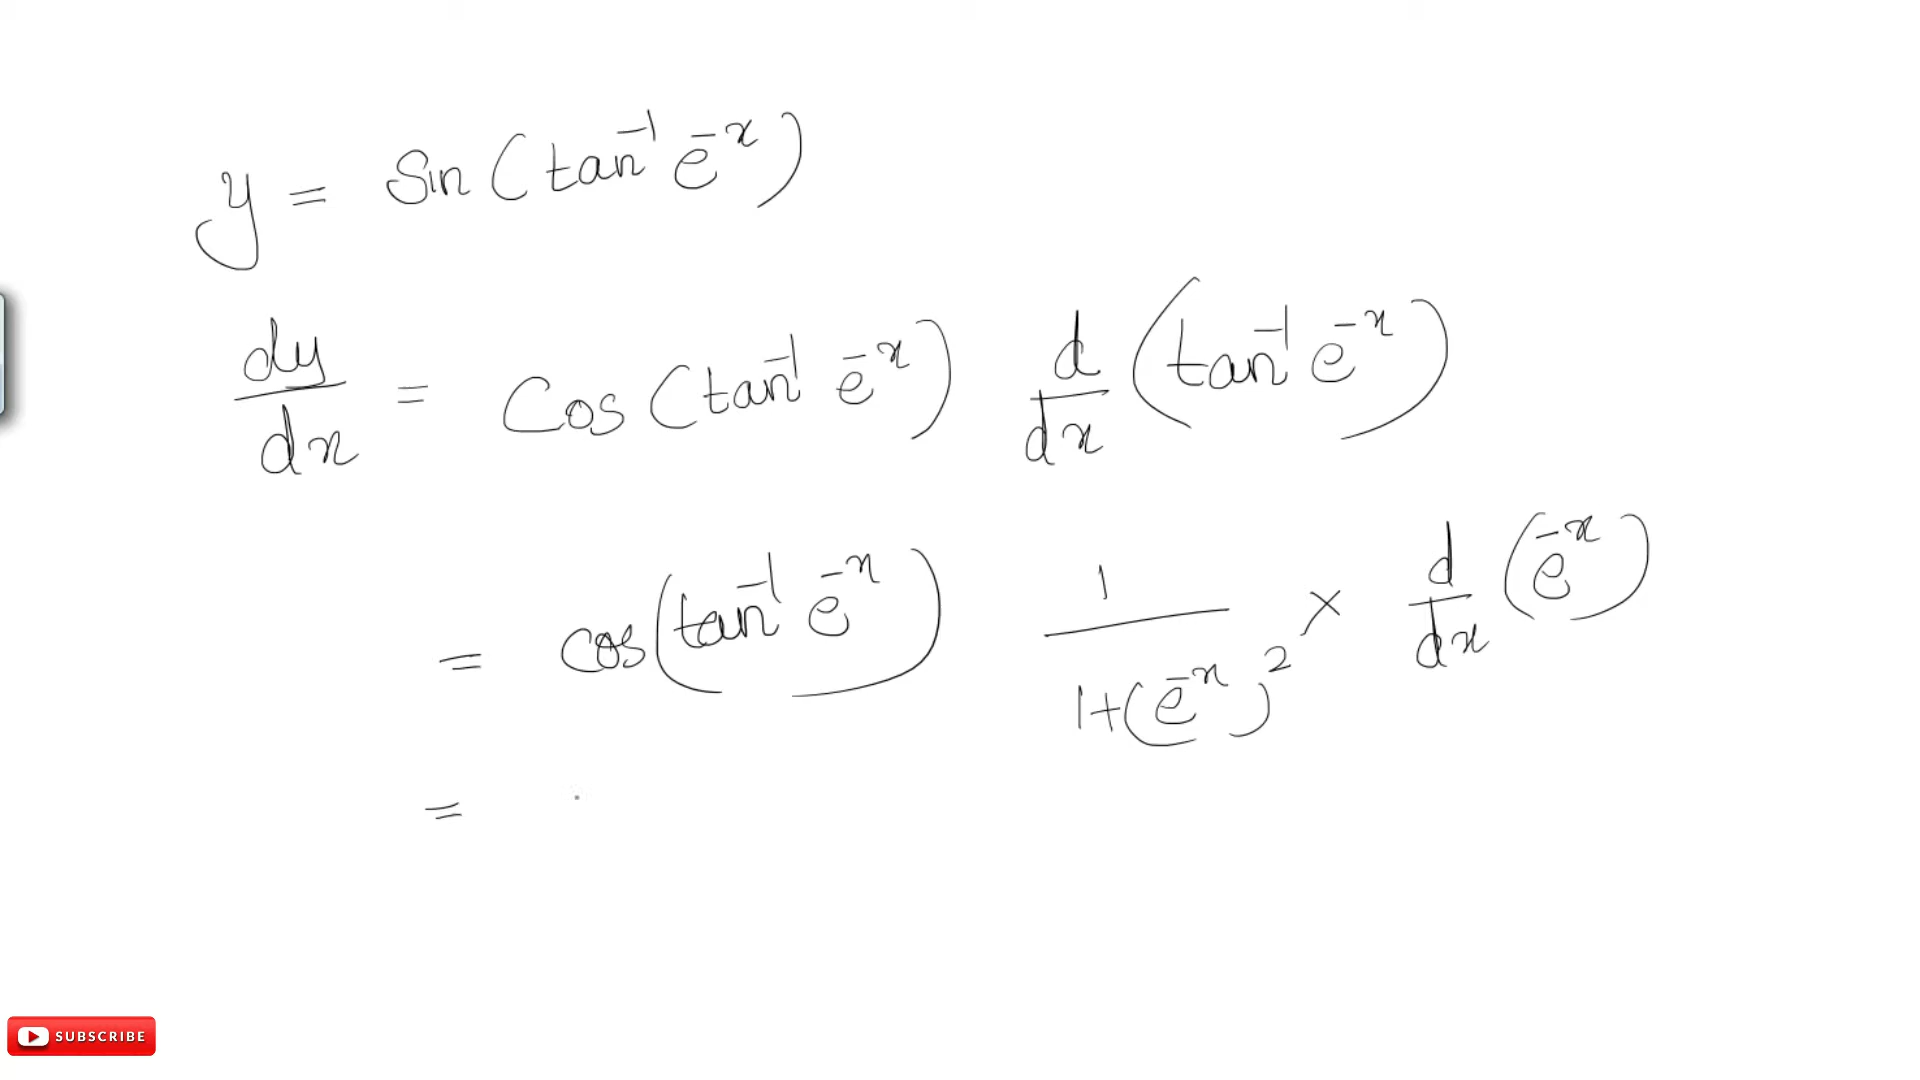 y = Sin (tan⁻¹ e⁻ˣ)
dy/dx = Cos (tan⁻¹ e⁻ˣ) d/dx (tan⁻¹ e⁻ˣ)
= cos (tan⁻¹ e⁻ˣ) 1/(1+(e⁻ˣ)²) × d/dx (e⁻ˣ)
=
SUBSCRIBE